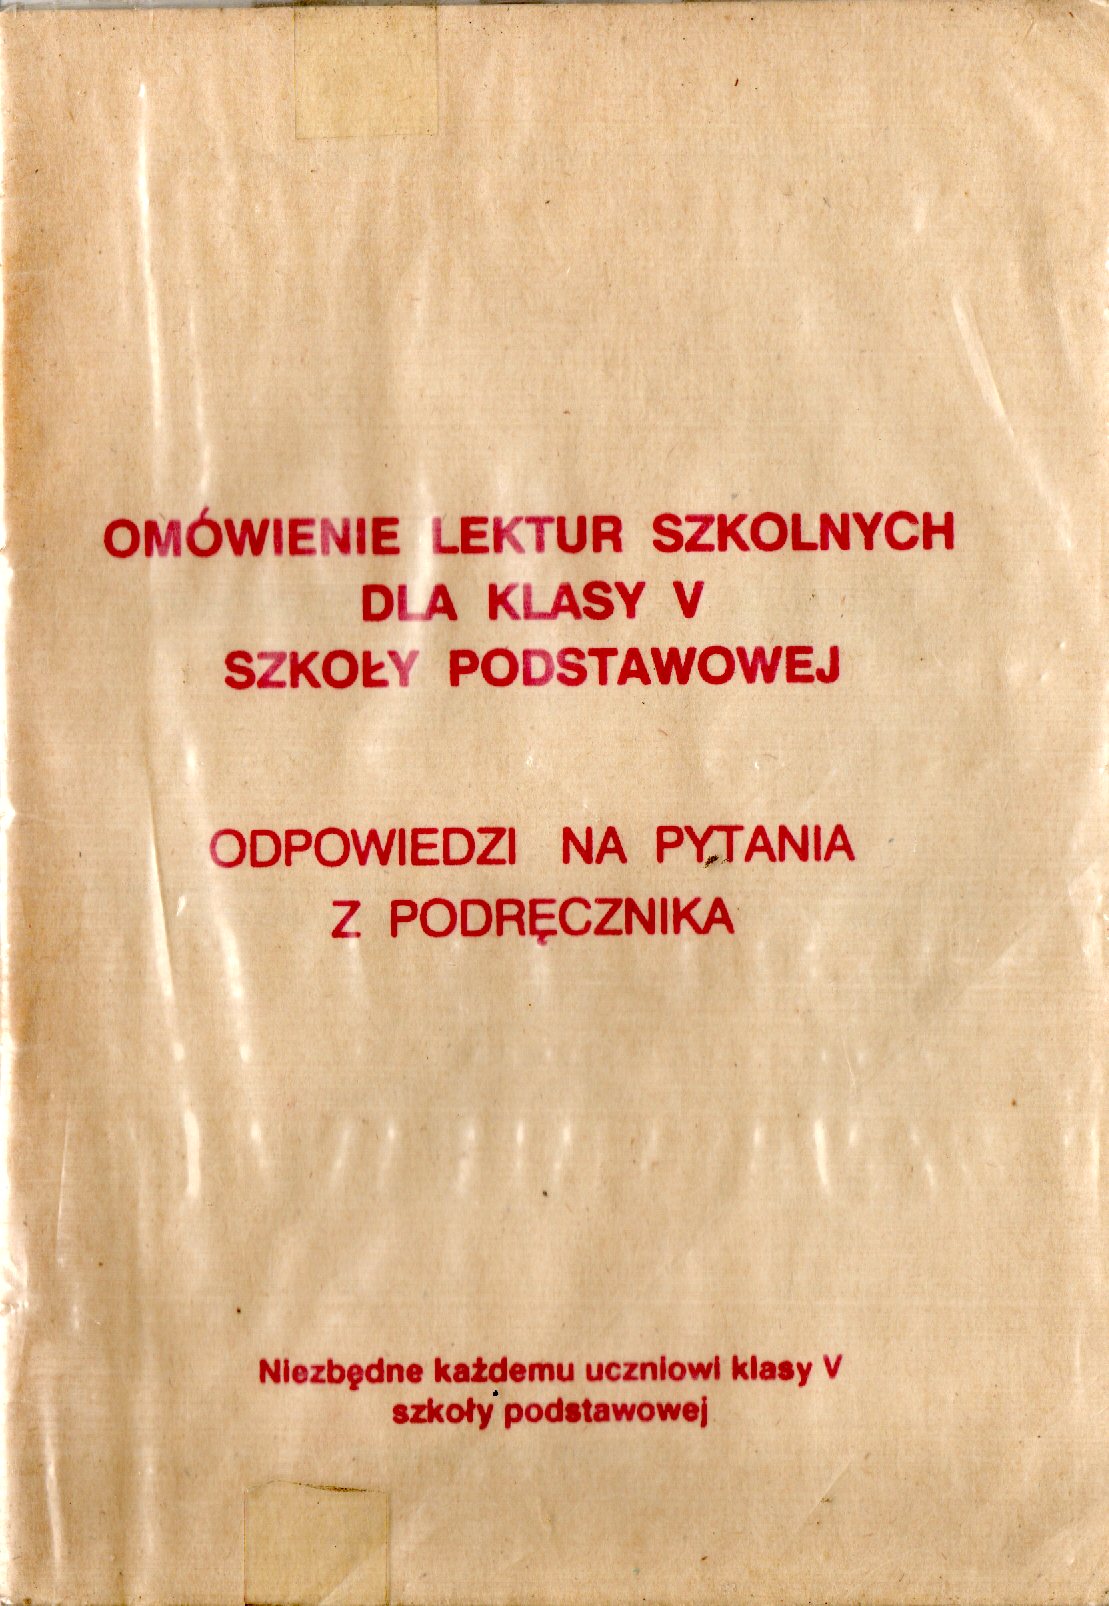 OMÓWIENIE LEKTUR SZKOLNYCH
DLA KLASY V
SZKOŁY PODSTAWOWEJ
ODPOWIEDZI NA PYTANIA
Z PODRĘCZNIKA
Niezbędne każdemu uczniowi klasy V
szkoły podstawowej